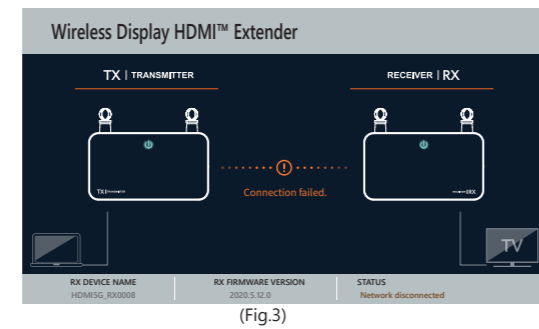 Wireless Display HDMI™ Extender
TX | TRANSMITTER
RECEIVER | RX
Connection failed.
TX
RX
TV
RX DEVICE NAME
RX FIRMWARE VERSION
STATUS
HDMI5G_RX0008
2020.5.12.0
Network disconnected
(Fig.3)